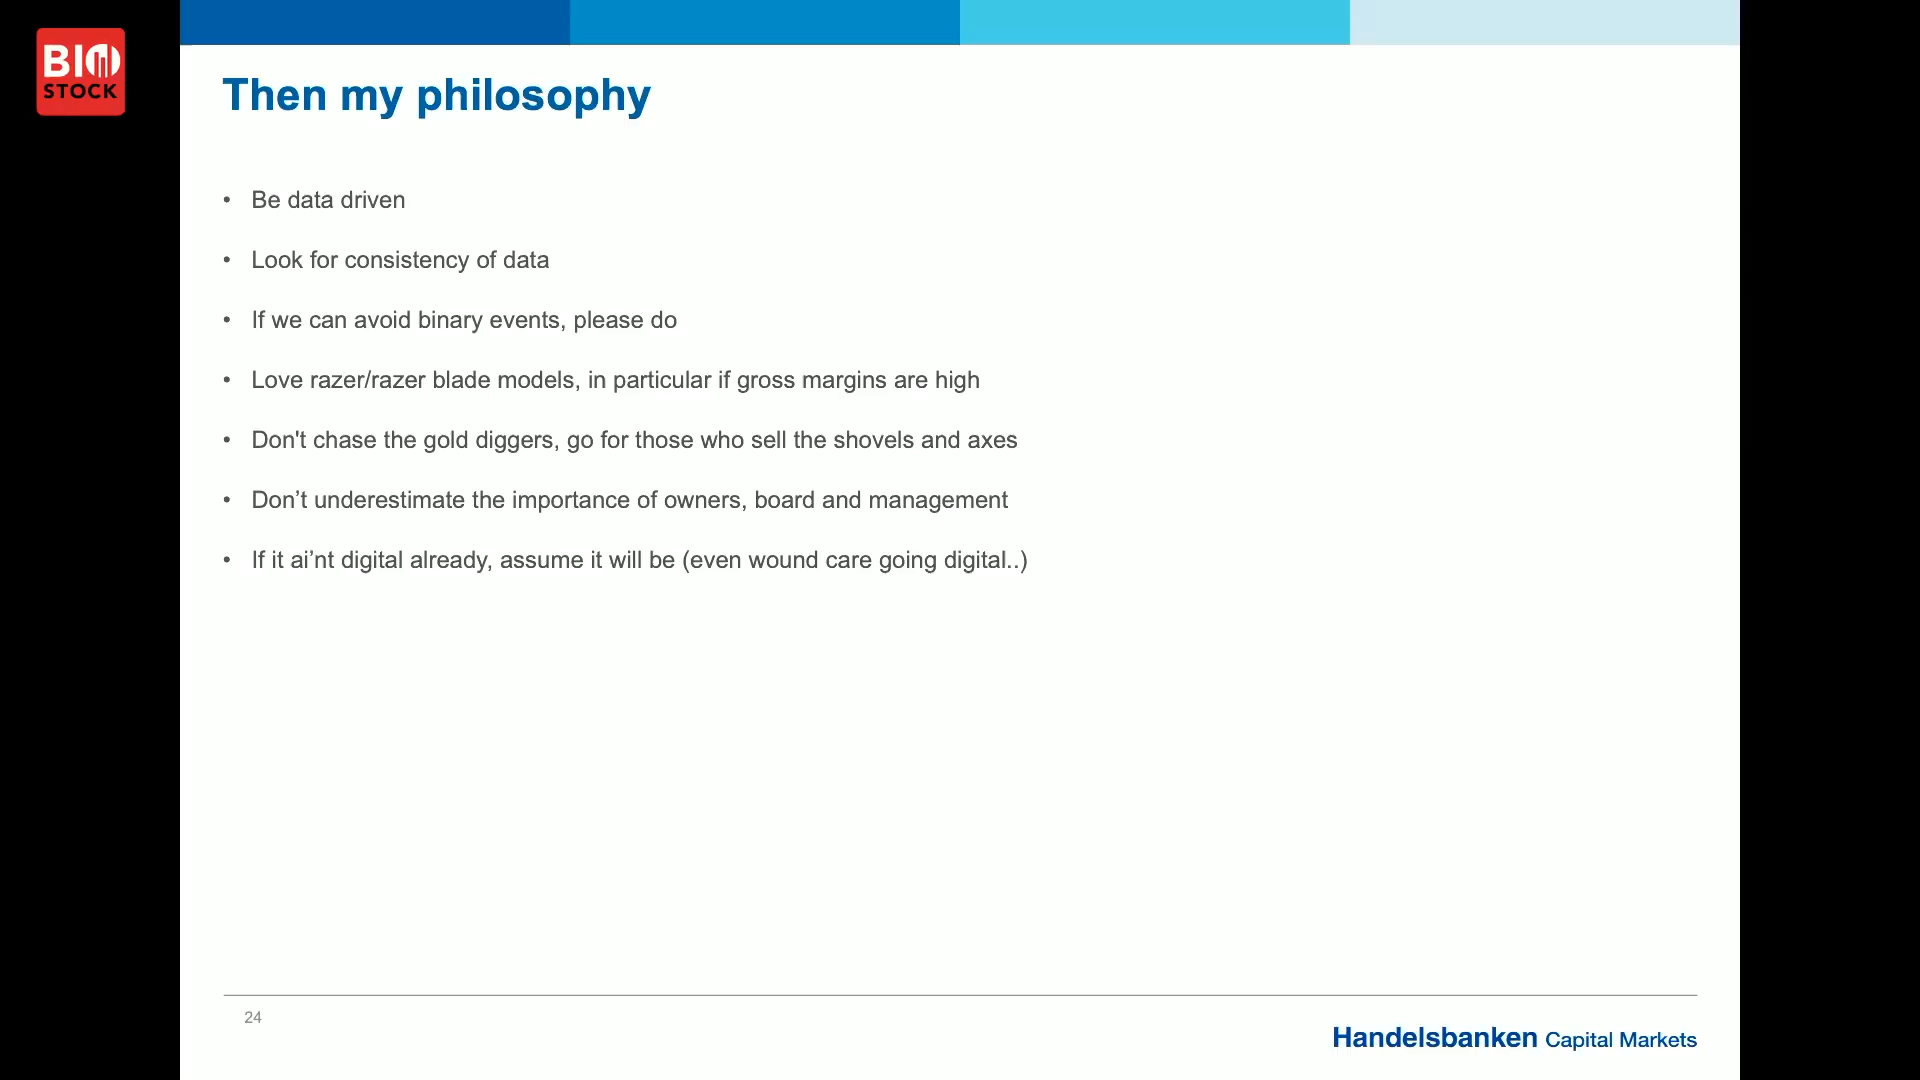 BIO
STOCK
Then my philosophy
• Be data driven
• Look for consistency of data
• If we can avoid binary events, please do
• Love razer/razer blade models, in particular if gross margins are high
• Don't chase the gold diggers, go for those who sell the shovels and axes
• Don’t underestimate the importance of owners, board and management
• If it ai’nt digital already, assume it will be (even wound care going digital..)
24
Handelsbanken Capital Markets